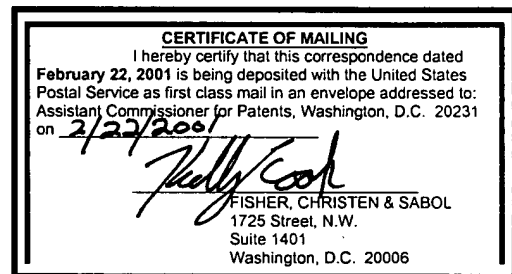 CERTIFICATE OF MAILING
I hereby certify that this correspondence dated
February 22, 2001 is being deposited with the United States
Postal Service as first class mail in an envelope addressed to:
Assistant Commissioner for Patents, Washington, D.C. 20231
on 2/22/2001
Kelly Cook
FISHER, CHRISTEN & SABOL
1725 Street, N.W.
Suite 1401
Washington, D.C. 20006